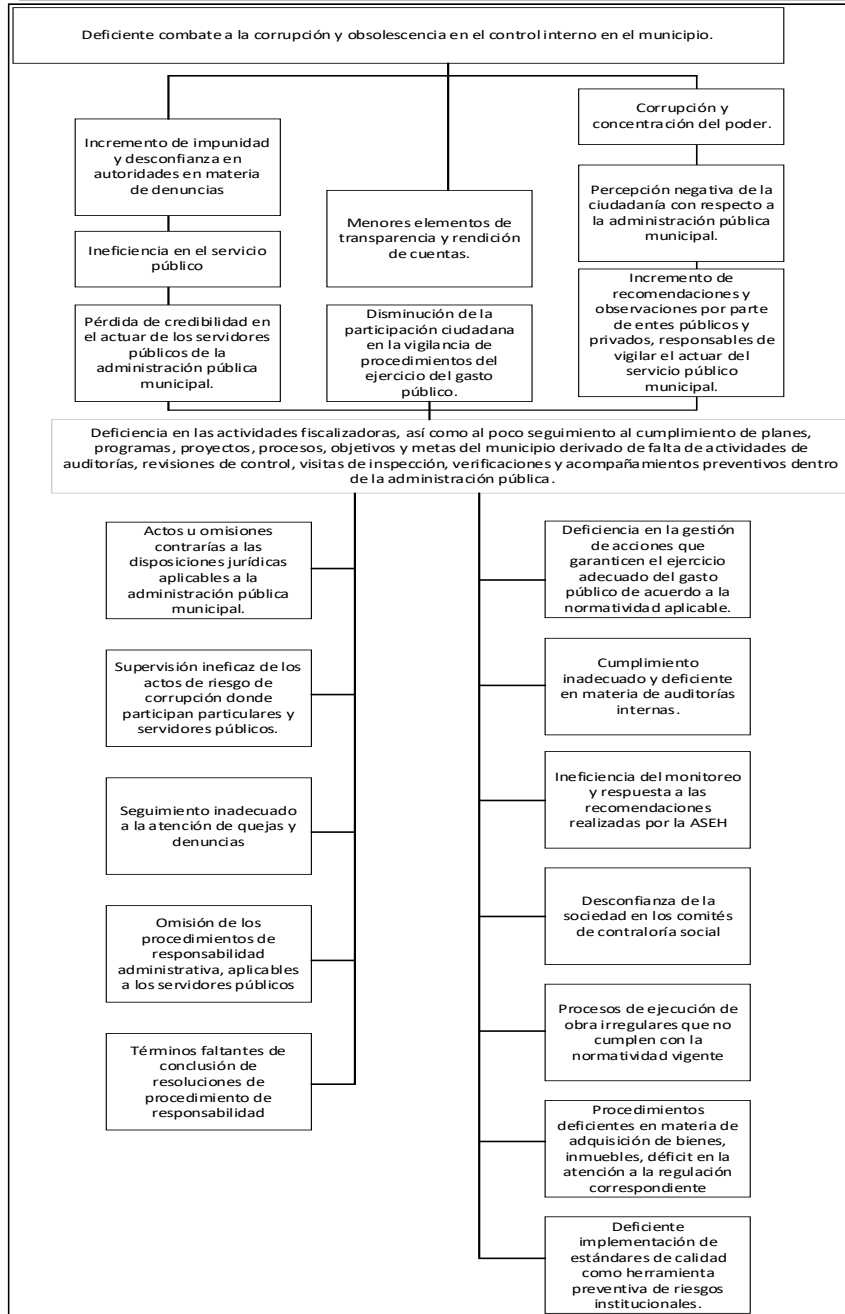 Deficiente combate a la corrupción y obsolescencia en el control interno en el municipio.
Incremento de impunidad
y desconfianza en
autoridades en materia
de denuncias
Ineficiencia en el servicio
público
Pérdida de credibilidad en
el actuar de los servidores
públicos de la
administración pública
municipal.
Menores elementos de
transparencia y rendición
de cuentas.
Disminución de la
participación ciudadana
en la vigilancia de
procedimientos del
ejercicio del gasto
público.
Corrupción y
concentración del poder.
Percepción negativa de la
ciudadanía con respecto a
la administración pública
municipal.
Incremento de
recomendaciones y
observaciones por parte
de entes públicos y
privados, responsables de
vigilar el actuar del
servicio público
municipal.
Deficiencia en las actividades fiscalizadoras, así como al poco seguimiento al cumplimiento de planes,
programas, proyectos, procesos, objetivos y metas del municipio derivado de falta de actividades de
auditorías, revisiones de control, visitas de inspección, verificaciones y acompañamientos preventivos dentro
de la administración pública.
Actos u omisiones
contrarías a las
disposiciones jurídicas
aplicables a la
administración pública
municipal.
Supervisión ineficaz de los
actos de riesgo de
corrupción donde
participan particulares y
servidores públicos.
Seguimiento inadecuado
a la atención de quejas y
denuncias
Omisión de los
procedimientos de
responsabilidad
administrativa, aplicables
a los servidores públicos
Términos faltantes de
conclusión de
resoluciones de
procedimiento de
responsabilidad
Deficiencia en la gestión
de acciones que
garanticen el ejercicio
adecuado del gasto
público de acuerdo a la
normatividad aplicable.
Cumplimiento
inadecuado y deficiente
en materia de auditorías
internas.
Ineficiencia del monitoreo
y respuesta a las
recomendaciones
realizadas por la ASEH
Desconfianza de la
sociedad en los comités
de contraloría social
Procesos de ejecución de
obra irregulares que no
cumplen con la
normatividad vigente
Procedimientos
deficientes en materia de
adquisición de bienes,
inmuebles, déficit en la
atención a la regulación
correspondiente
Deficiente
implementación de
estándares de calidad
como herramienta
preventiva de riesgos
institucionales.